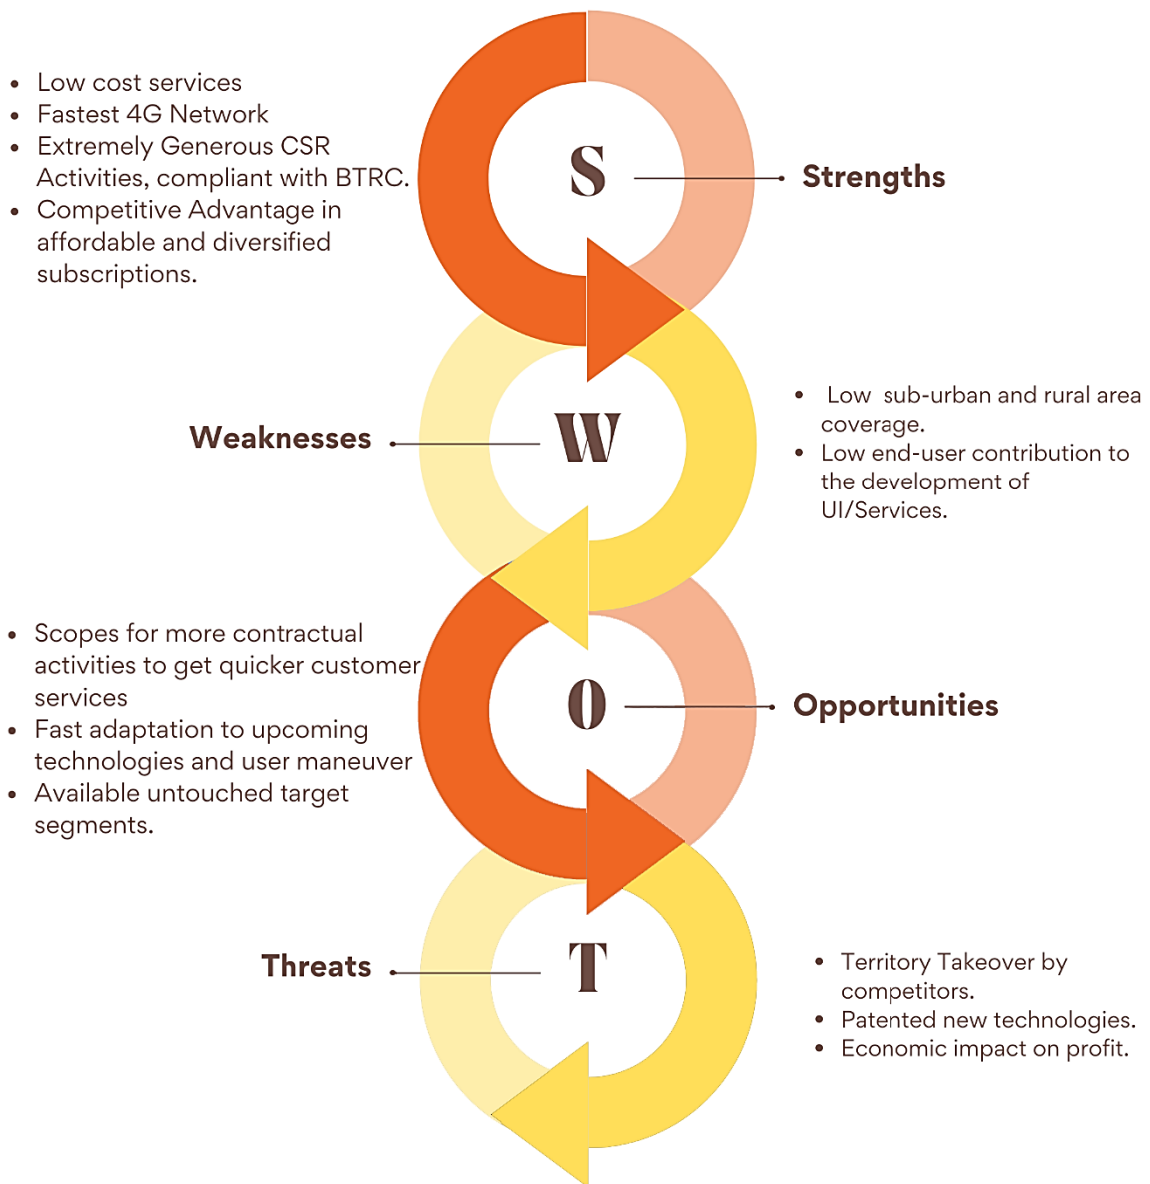 • Low cost services
• Fastest 4G Network
• Extremely Generous CSR
Activities, compliant with BTRC.
• Competitive Advantage in
affordable and diversified
subscriptions.
S
Strengths
Weaknesses
W
• Low sub-urban and rural area
coverage.
• Low end-user contribution to
the development of
UI/Services.
• Scopes for more contractual
activities to get quicker customer
services
• Fast adaptation to upcoming
technologies and user maneuver
• Available untouched target
segments.
O
Opportunities
Threats
T
• Territory Takeover by
competitors.
• Patented new technologies.
• Economic impact on profit.